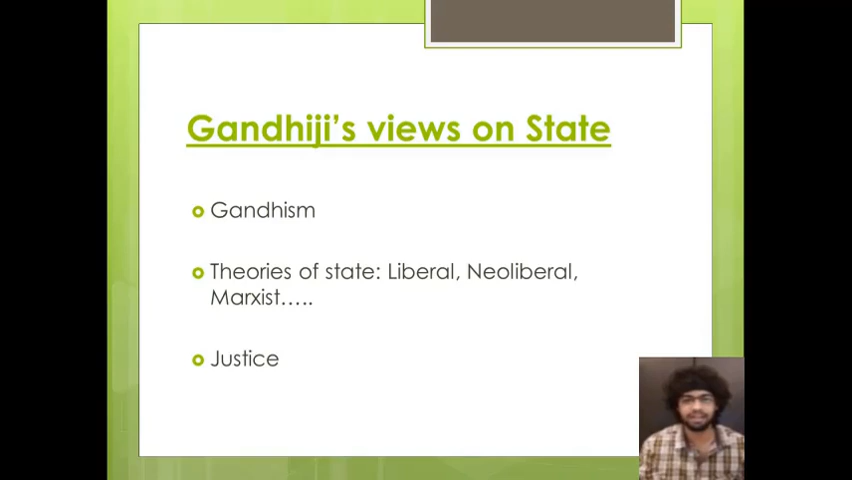 Gandhiji's views on State
Gandhism
Theories of state: Liberal, Neoliberal,
Marxist…..
Justice